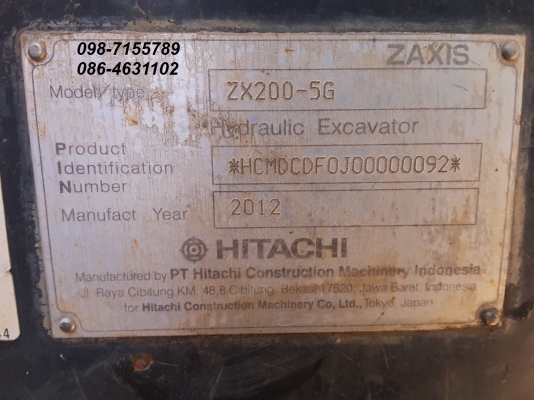 098-7155789
086-4631102
ZAXIS
Model/type ZX200-5G
Hydraulic Excavator
Product
Identification *HCMDCDF0J00000092*
Number
Manufact Year 2012
HITACHI
Manufactured by PT Hitachi Construction Machinery Indonesia
Jl. Raya Cibitung KM. 48,8 Cibitung, Bekasi 17520, Jawa Barat, Indonesia
for Hitachi Construction Machinery Co., Ltd., Tokyo, Japan
4